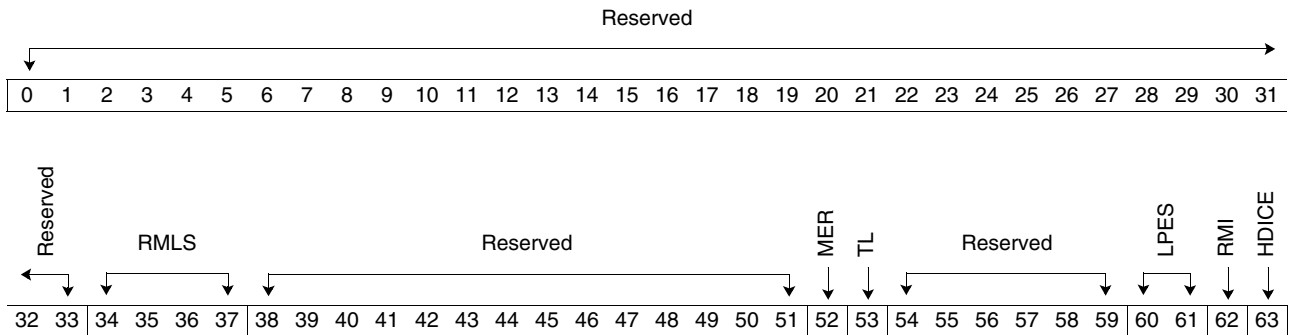 Reserved
0 1 2 3 4 5 6 7 8 9 10 11 12 13 14 15 16 17 18 19 20 21 22 23 24 25 26 27 28 29 30 31
Reserved RMLS Reserved MER TL Reserved LPES RMI HDICE
32 33 34 35 36 37 38 39 40 41 42 43 44 45 46 47 48 49 50 51 52 53 54 55 56 57 58 59 60 61 62 63